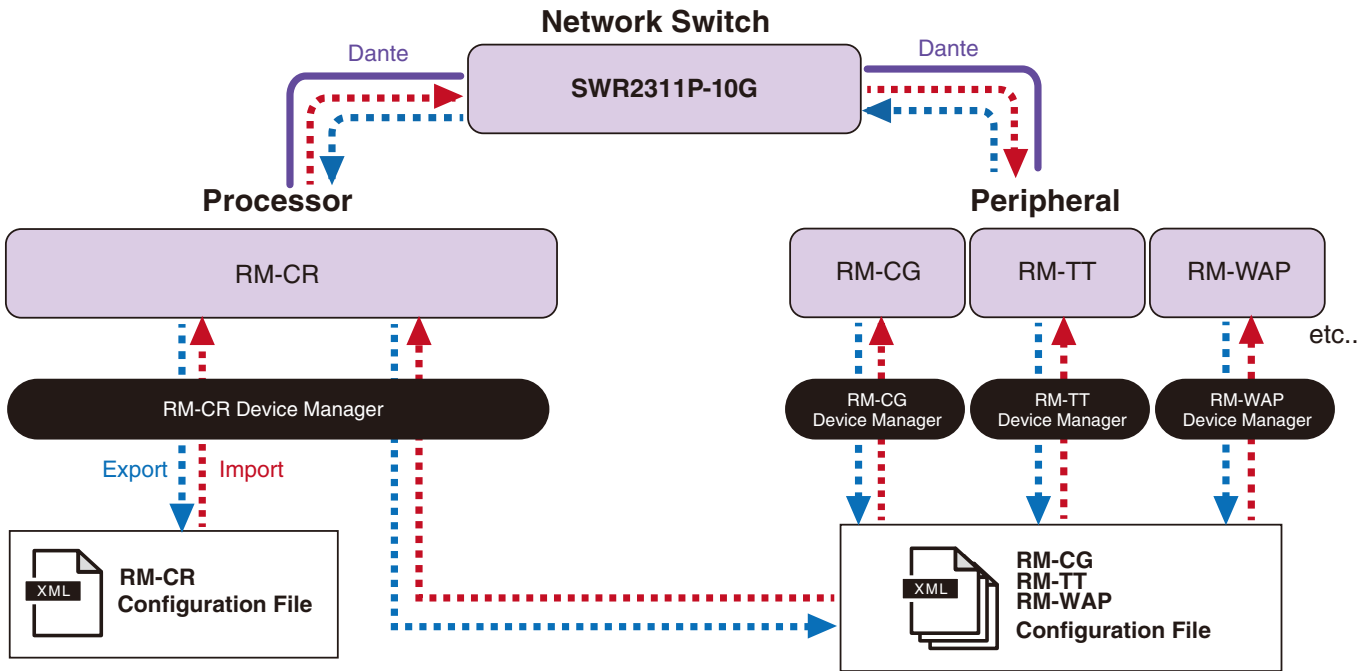 Network Switch
Dante
Dante
SWR2311P-10G
Processor
Peripheral
RM-CR
RM-CG
RM-TT
RM-WAP
etc..
RM-CR Device Manager
RM-CG
Device Manager
RM-TT
Device Manager
RM-WAP
Device Manager
Export
Import
XML
RM-CR
Configuration File
XML
RM-CG
RM-TT
RM-WAP
Configuration File